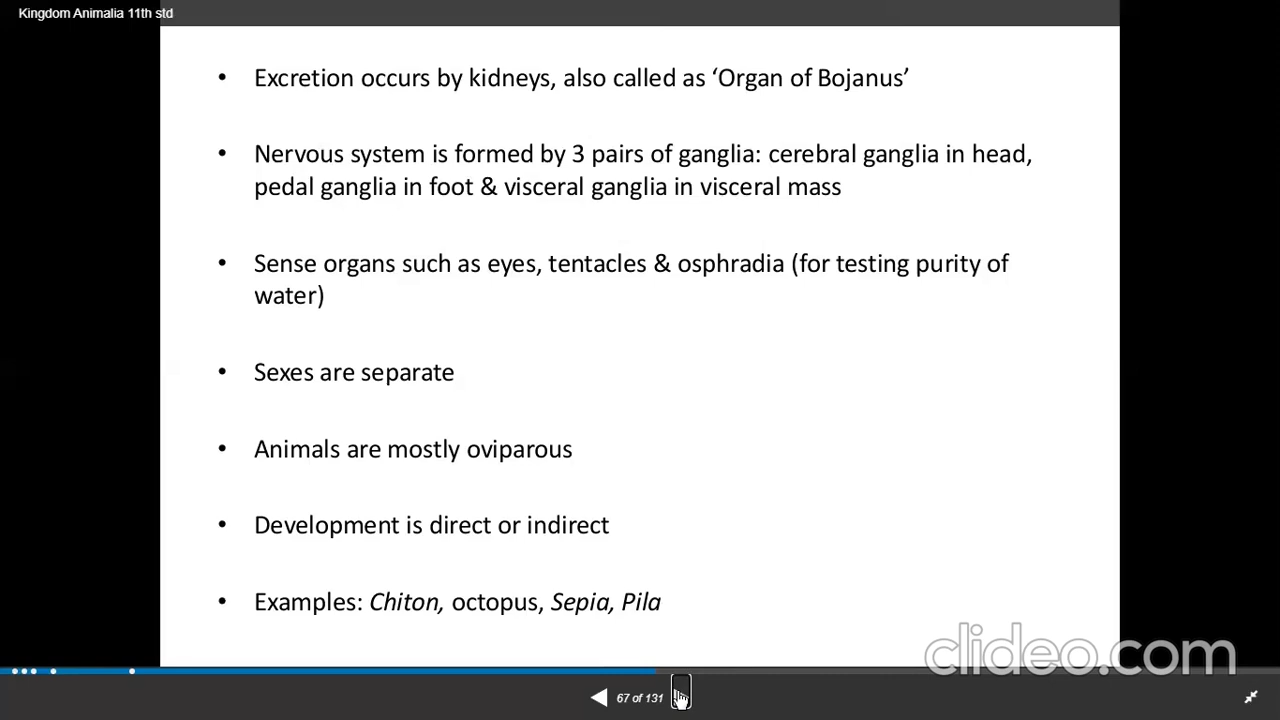 Kingdom Animalia 11th std
• Excretion occurs by kidneys, also called as ‘Organ of Bojanus’
• Nervous system is formed by 3 pairs of ganglia: cerebral ganglia in head,
pedal ganglia in foot & visceral ganglia in visceral mass
• Sense organs such as eyes, tentacles & osphradia (for testing purity of
water)
• Sexes are separate
• Animals are mostly oviparous
• Development is direct or indirect
• Examples: Chiton, octopus, Sepia, Pila
clideo.com
67 of 131